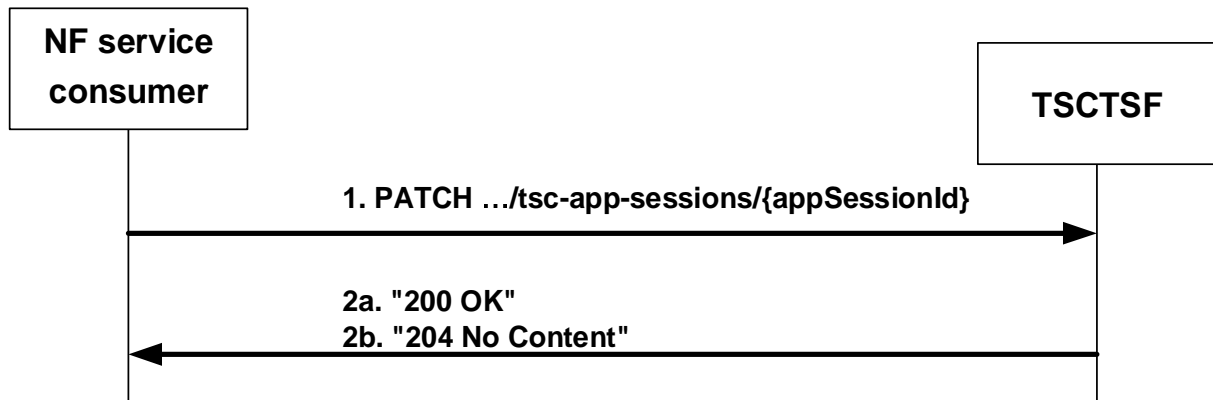 NF service
consumer
TSCTSF
1. PATCH …/tsc-app-sessions/{appSessionId}
2a. "200 OK"
2b. "204 No Content"